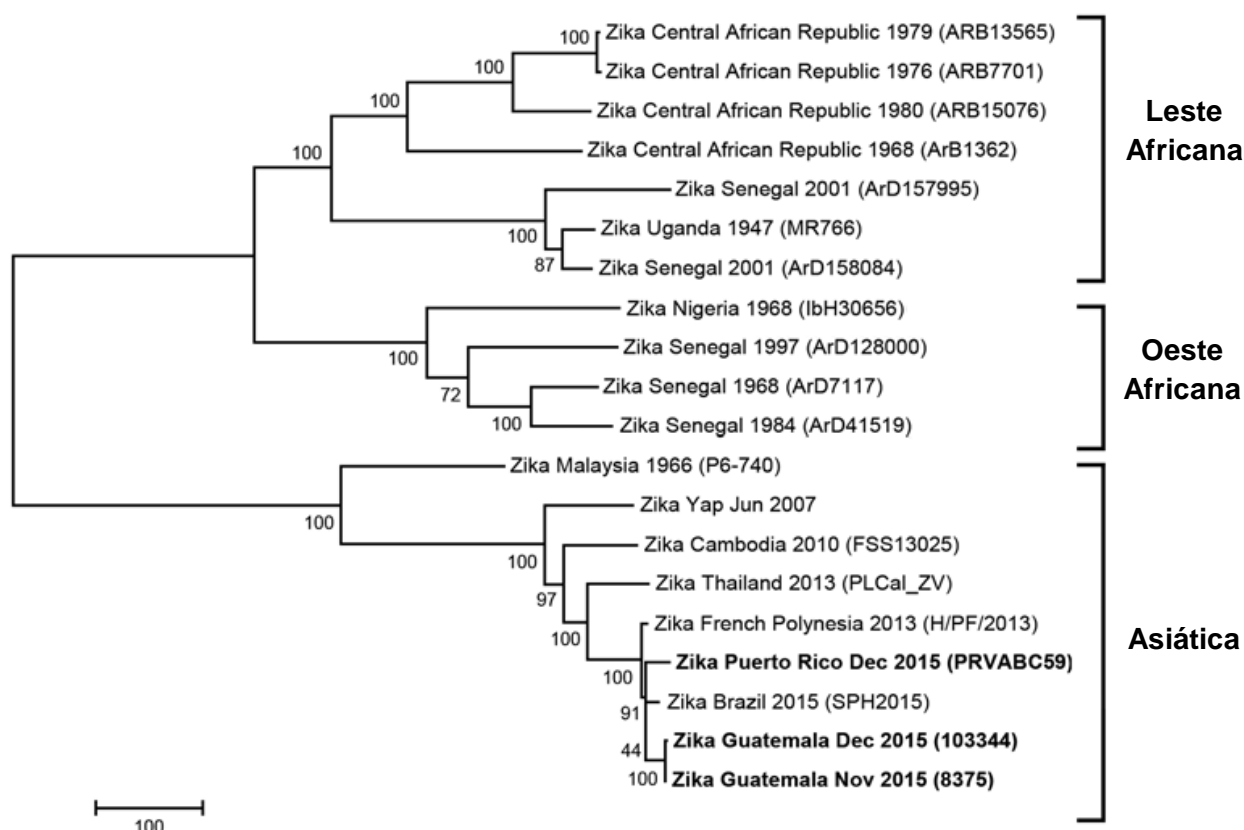 100 Zika Central African Republic 1979 (ARB13565)
Zika Central African Republic 1976 (ARB7701)
100
Zika Central African Republic 1980 (ARB15076)
100
Zika Central African Republic 1968 (ArB1362)
100
Zika Senegal 2001 (ArD157995)
100
Zika Uganda 1947 (MR766)
87
Zika Senegal 2001 (ArD158084)
Leste
Africana
Zika Nigeria 1968 (IbH30656)
100
Zika Senegal 1997 (ArD128000)
72
Zika Senegal 1968 (ArD7117)
100
Zika Senegal 1984 (ArD41519)
Oeste
Africana
Zika Malaysia 1966 (P6-740)
100
Zika Yap Jun 2007
100
Zika Cambodia 2010 (FSS13025)
97
Zika Thailand 2013 (PLCal_ZV)
100
Zika French Polynesia 2013 (H/PF/2013)
100
Zika Puerto Rico Dec 2015 (PRVABC59)
91
Zika Brazil 2015 (SPH2015)
44
Zika Guatemala Dec 2015 (103344)
100
Zika Guatemala Nov 2015 (8375)
Asiática
100